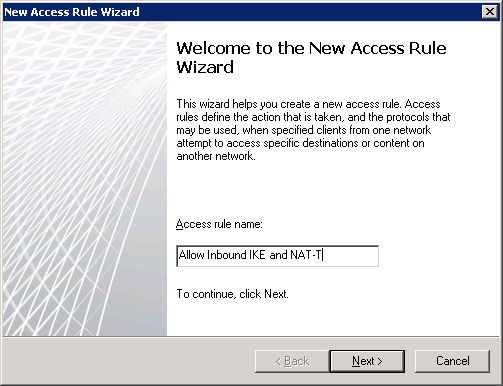 New Access Rule Wizard
Welcome to the New Access Rule
Wizard
This wizard helps you create a new access rule. Access
rules define the action that is taken, and the protocols that
may be used, when specified clients from one network
attempt to access specific destinations or content on
another network.
Access rule name:
Allow Inbound IKE and NAT-T
To continue, click Next.
< Back
Next >
Cancel